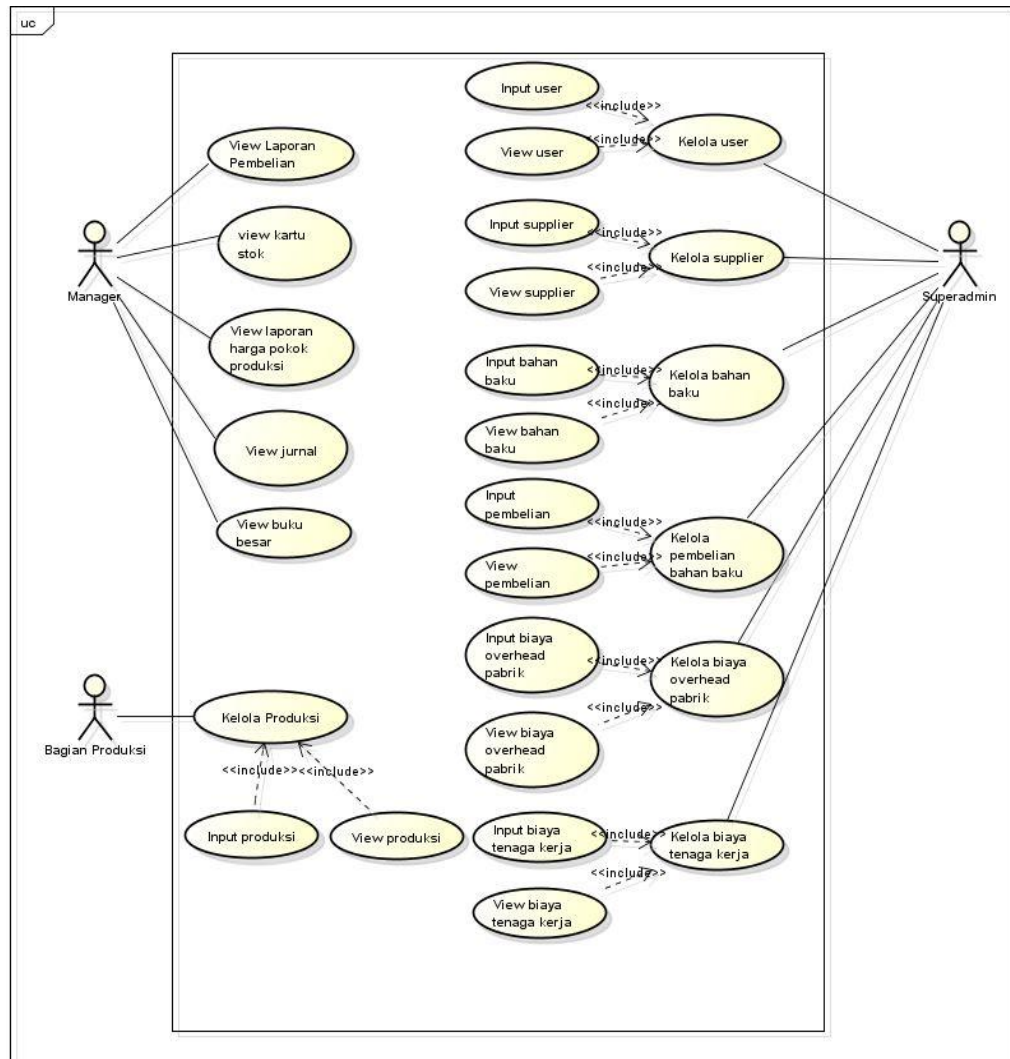 uc
Input user
<<include>>
View user
<<include>>
Kelola user
View Laporan
Pembelian
Input supplier
<<include>>
View supplier
<<include>>
Kelola supplier
view kartu
stok
Manager
Superadmin
View laporan
harga pokok
produksi
Input bahan
baku
<<include>>
View bahan
baku
<<include>>
Kelola bahan
baku
View jurnal
Input
pembelian
<<include>>
View
pembelian
<<include>>
Kelola
pembelian
bahan baku
View buku
besar
Input biaya
overhead
pabrik
<<include>>
View biaya
overhead
pabrik
<<include>>
Kelola biaya
overhead
pabrik
Bagian Produksi
Kelola Produksi
<<include>>
<<include>>
Input produksi
View produksi
Input biaya
tenaga kerja
<<include>>
View biaya
tenaga kerja
<<include>>
Kelola biaya
tenaga kerja